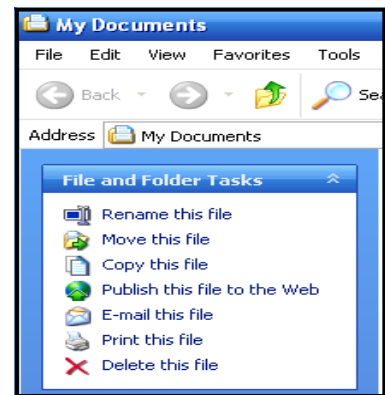 My Documents
File Edit View Favorites Tools
Back
Address My Documents
File and Folder Tasks
Rename this file
Move this file
Copy this file
Publish this file to the Web
E-mail this file
Print this file
Delete this file